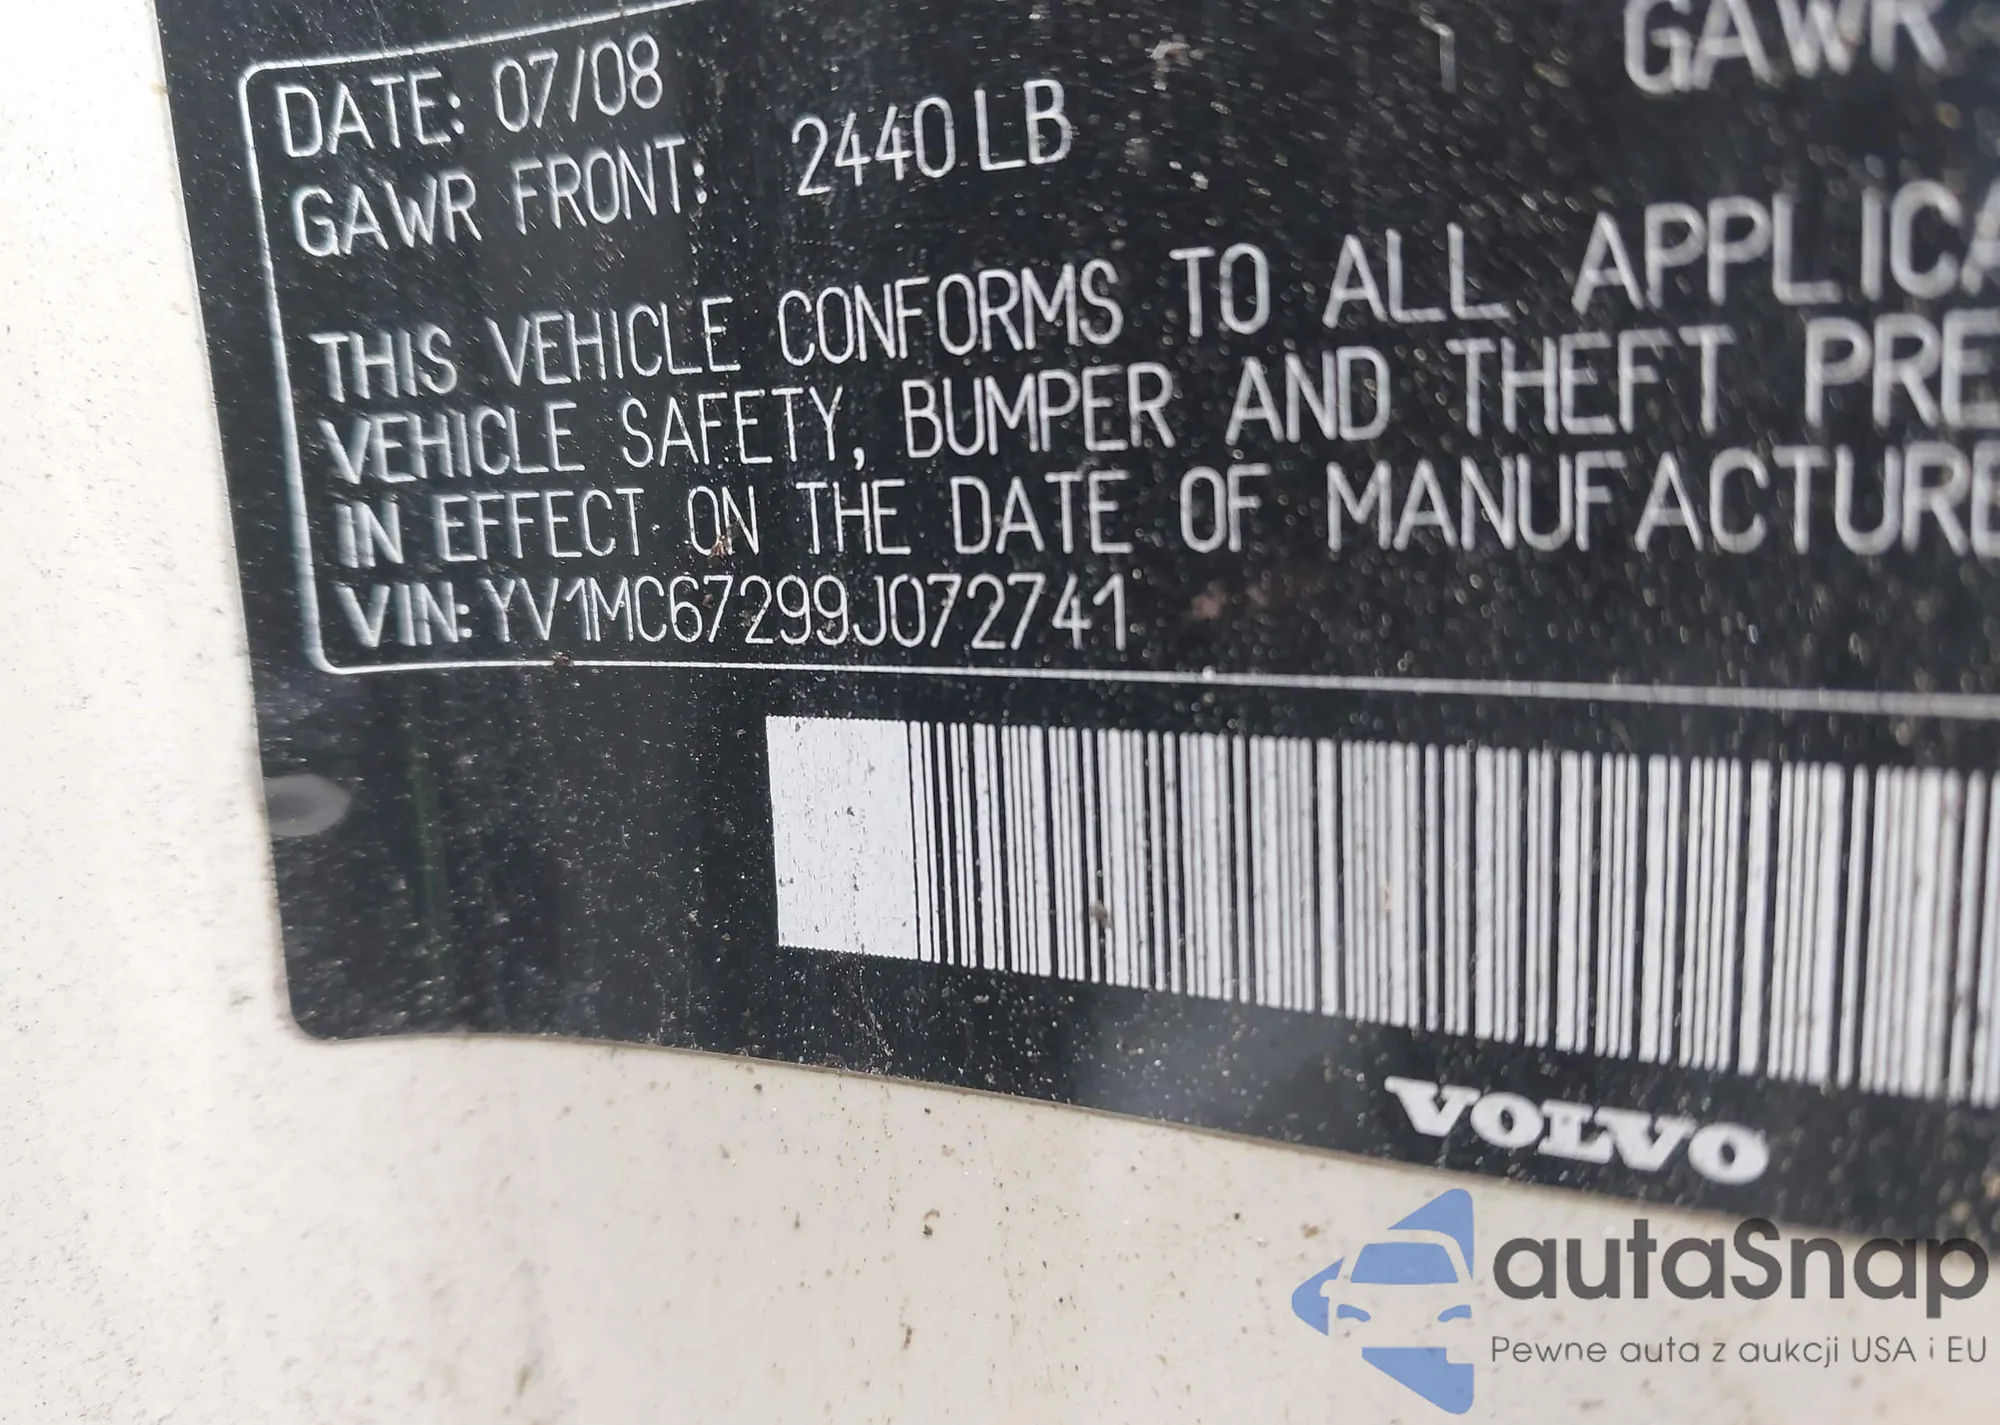 GAWR
DATE: 07/08
GAWR FRONT: 2440 LB
THIS VEHICLE CONFORMS TO ALL APPLICA
VEHICLE SAFETY, BUMPER AND THEFT PRE
IN EFFECT ON THE DATE OF MANUFACTURE
VIN: YV1MC67299J072741
VOLVO
autaSnap
Pewne auta z aukcji USA i EU